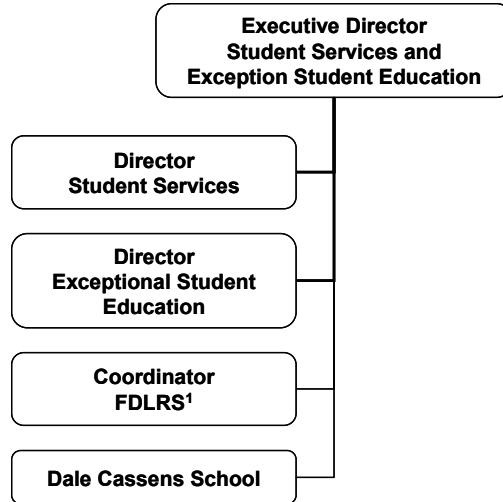 Executive Director
Student Services and
Exception Student Education
Director
Student Services
Director
Exceptional Student
Education
Coordinator
FDLRS¹
Dale Cassens School